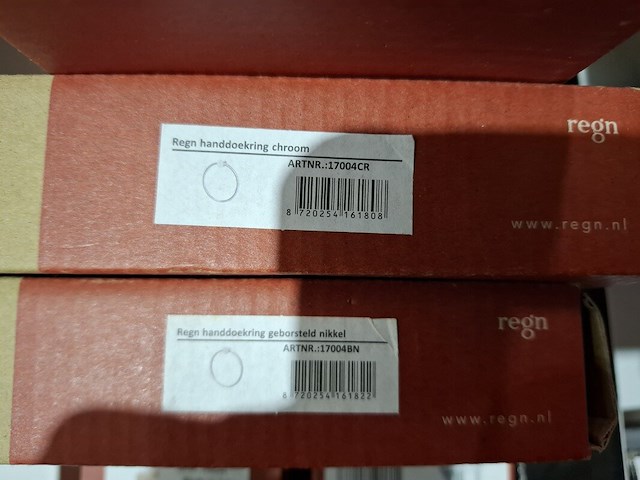 Regn handdoekring chroom
ARTNR.:17004CR
8 720254 161808
regn
www.regn.nl
Regn handdoekring geborsteld nikkel
ARTNR.:17004BN
8 720254 161822
regn
www.regn.nl